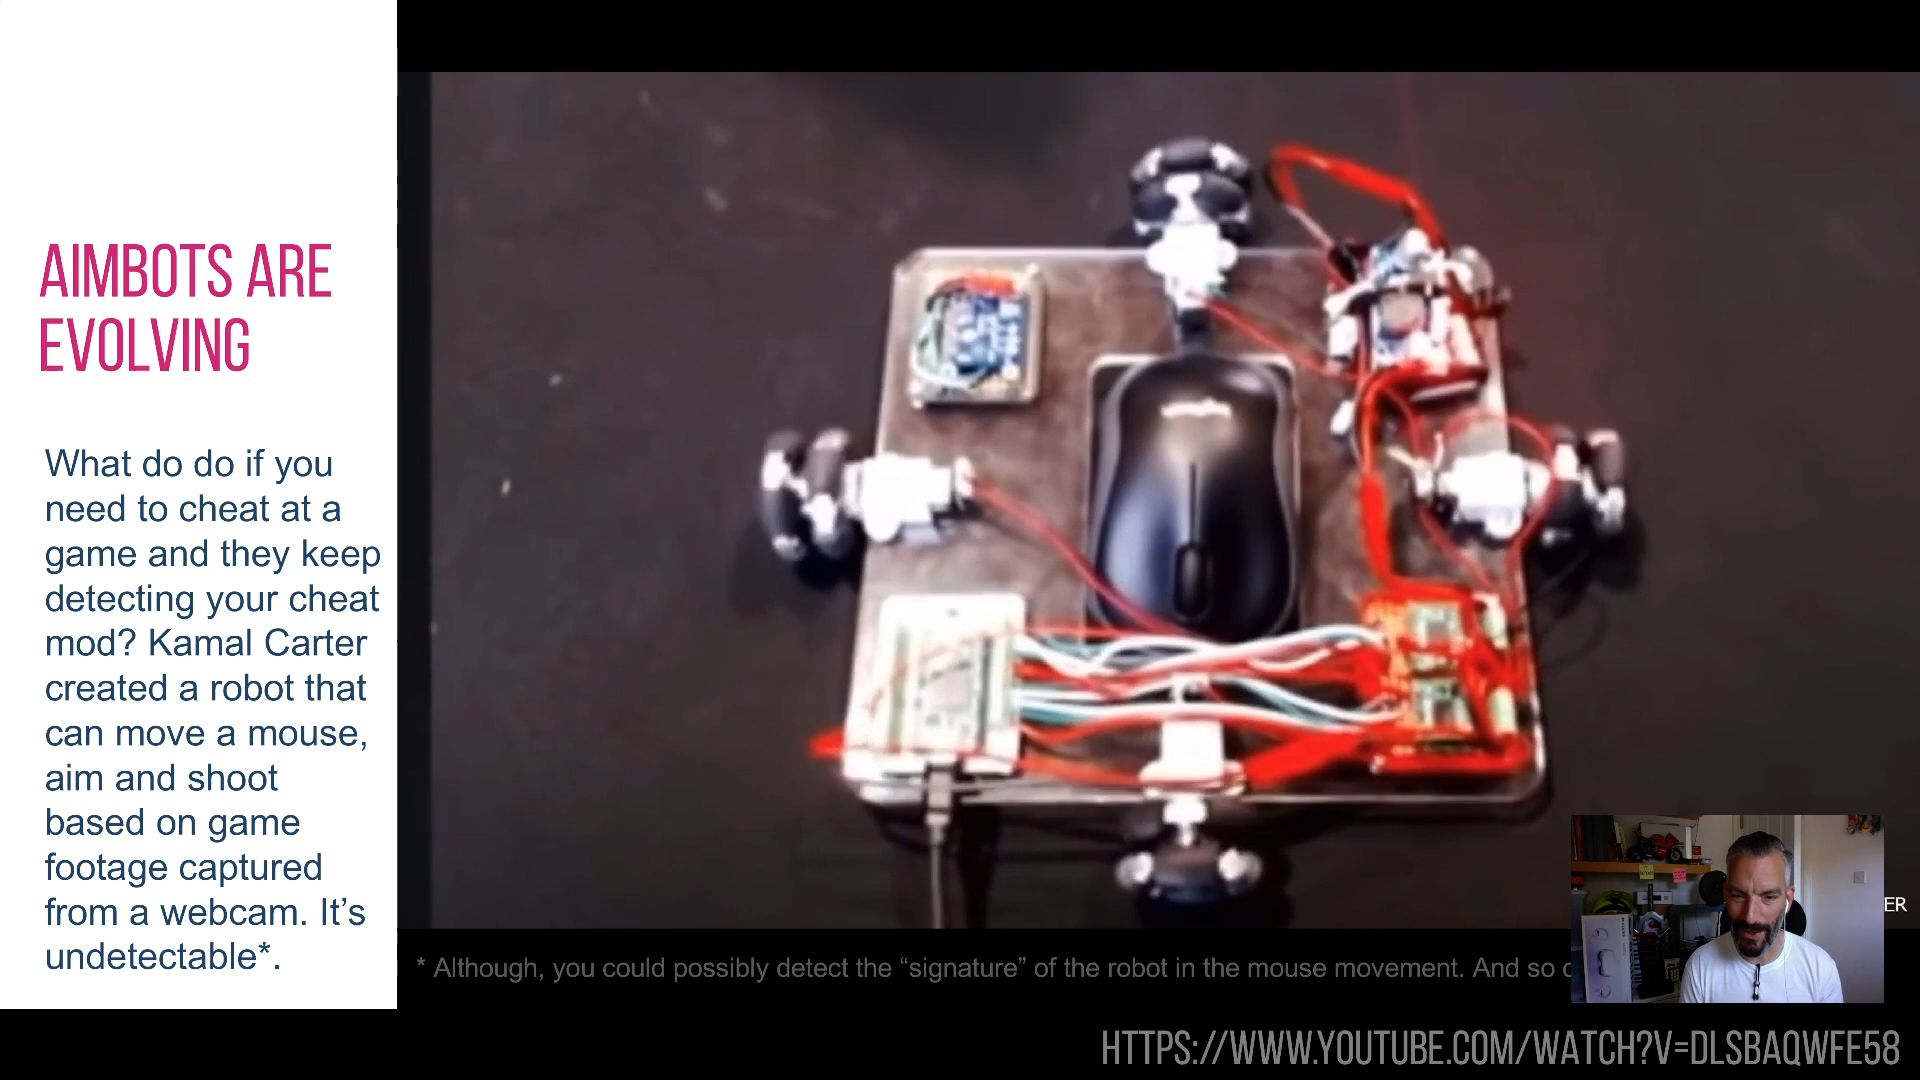 AIMBOTS ARE
EVOLVING
What do do if you
need to cheat at a
game and they keep
detecting your cheat
mod? Kamal Carter
created a robot that
can move a mouse,
aim and shoot
based on game
footage captured
from a webcam. It’s
undetectable*.
ER
* Although, you could possibly detect the “signature” of the robot in the mouse movement. And so
HTTPS://WWW.YOUTUBE.COM/WATCH?V=DLSBAQWFE58